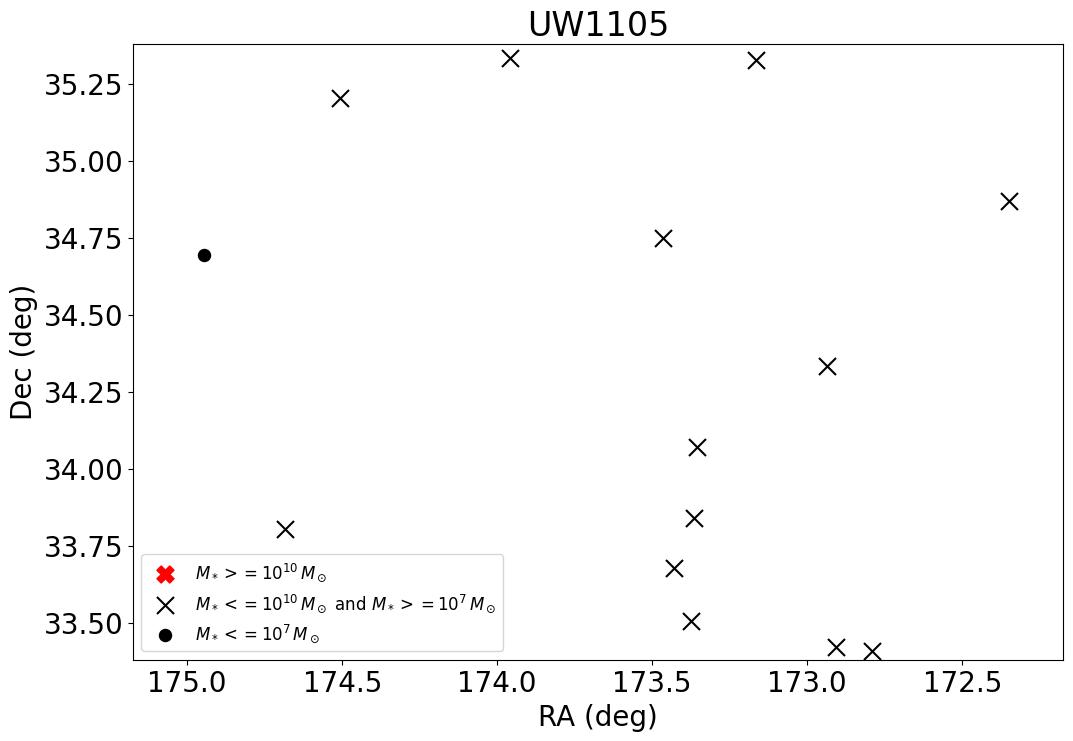 UW1105
Dec (deg)
35.25
35.00
34.75
34.50
34.25
34.00
33.75
33.50
M* >= 10^10 M⊙
M* <= 10^10 M⊙ and M* >= 10^7 M⊙
M* <= 10^7 M⊙
175.0 174.5 174.0 173.5 173.0 172.5
RA (deg)